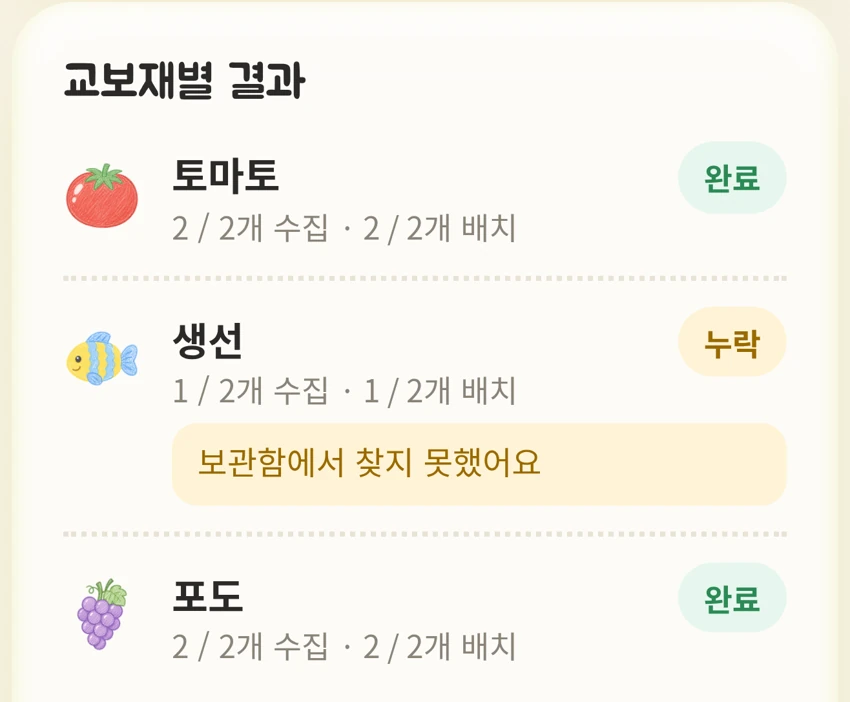 교보재별 결과
토마토
완료
2 / 2개 수집 · 2 / 2개 배치
생선
누락
1 / 2개 수집 · 1 / 2개 배치
보관함에서 찾지 못했어요
포도
완료
2 / 2개 수집 · 2 / 2개 배치